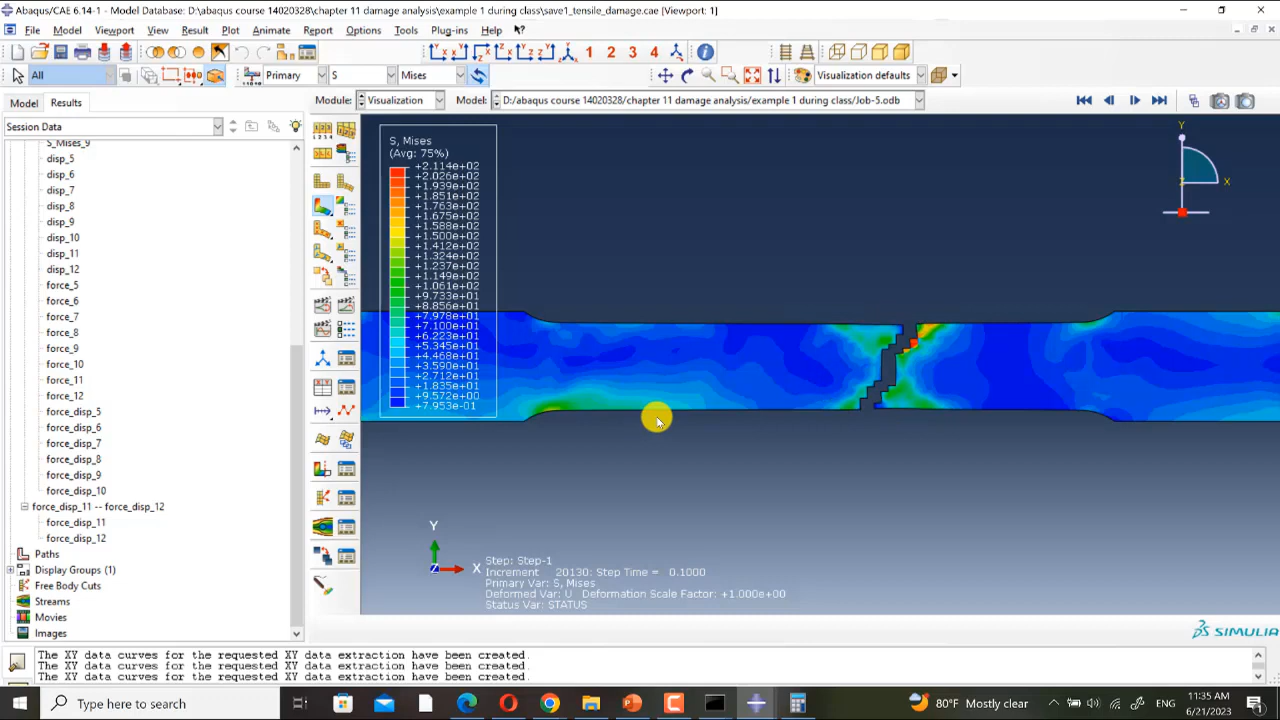 Abaqus/CAE 6.14-1 - Model Database: D:\abaqus course 14020328\chapter 11 damage analysis\example 1 during class\save1_tensile_damage.cae [Viewport: 1]
File Model Viewport View Result Plot Animate Report Options Tools Plug-ins Help
1 2 3 4
All Primary S Mises Visualization defaults
Model Results Module: Visualization Model: D:/abaqus course 14020328/chapter 11 damage analysis/example 1 during class/Job-5.odb
Session Data
S_Mises_9
disp_5
disp_6
disp_7
disp_8
disp_9
disp_10
disp_11
disp_12
force_5
force_6
force_7
force_8
force_9
force_10
force_11
force_12
force_disp_5
force_disp_6
force_disp_7
force_disp_8
force_disp_9
force_disp_10
force_disp_11
force_disp_12
Paths
Display Groups (1)
Free Body Cuts
Streams
Movies
Images
S, Mises
(Avg: 75%)
+2.114e+02
+2.026e+02
+1.939e+02
+1.851e+02
+1.763e+02
+1.675e+02
+1.588e+02
+1.500e+02
+1.412e+02
+1.324e+02
+1.237e+02
+1.149e+02
+1.061e+02
+9.733e+01
+8.856e+01
+7.978e+01
+7.100e+01
+6.223e+01
+5.345e+01
+4.468e+01
+3.590e+01
+2.712e+01
+1.835e+01
+9.572e+00
+7.953e-01
Y
X
Z
Y
X
Step: Step-1
Increment 20130: Step Time = 0.1000
Primary Var: S, Mises
Deformed Var: U Deformation Scale Factor: +1.000e+00
Status Var: STATUS
SIMULIA
The XY data curves for the requested XY data extraction have been created.
The XY data curves for the requested XY data extraction have been created.
The XY data curves for the requested XY data extraction have been created.
Type here to search
80°F Mostly clear
ENG
11:35 AM
6/21/2023